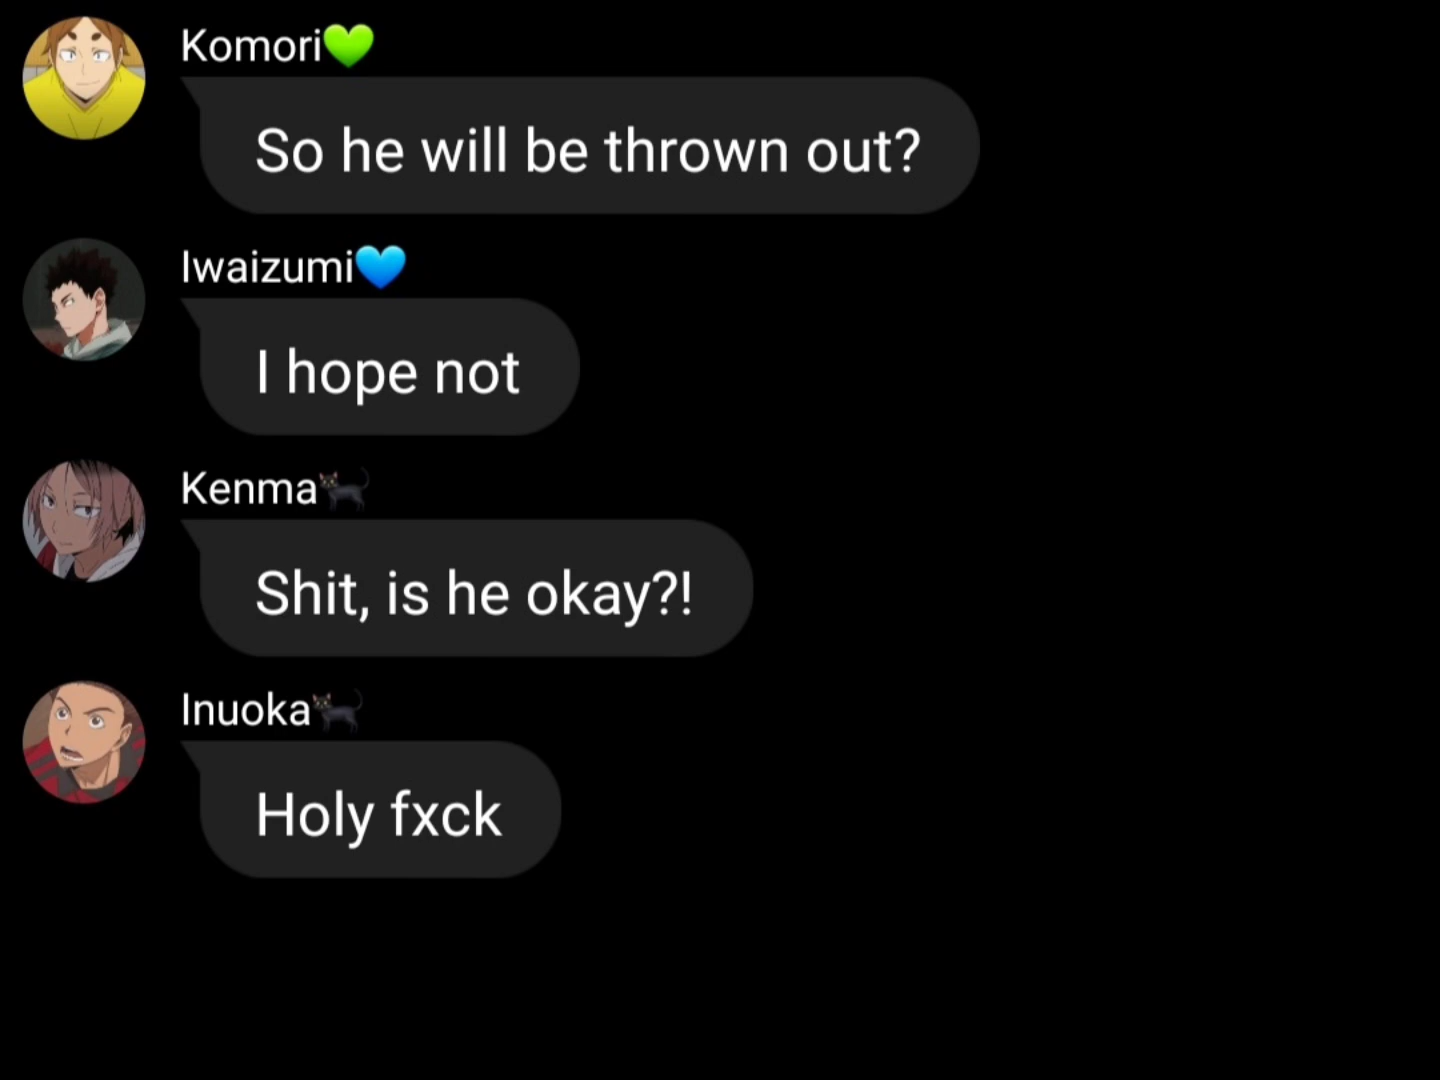 Komori💚
So he will be thrown out?
Iwaizumi💙
I hope not
Kenma🐈‍⬛
Shit, is he okay?!
Inuoka🐈‍⬛
Holy fxck